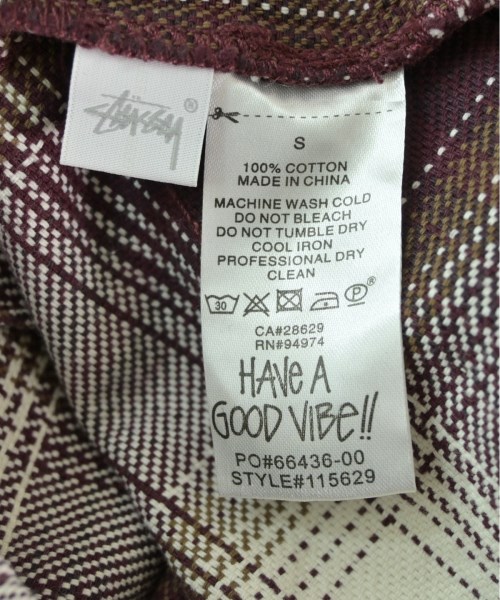 Stüssy
S
100% COTTON
MADE IN CHINA
MACHINE WASH COLD
DO NOT BLEACH
DO NOT TUMBLE DRY
COOL IRON
PROFESSIONAL DRY
CLEAN
30 P®
CA#28629
RN#94974
HAVE A
GOOD VIBE!!
PO#66436-00
STYLE#115629